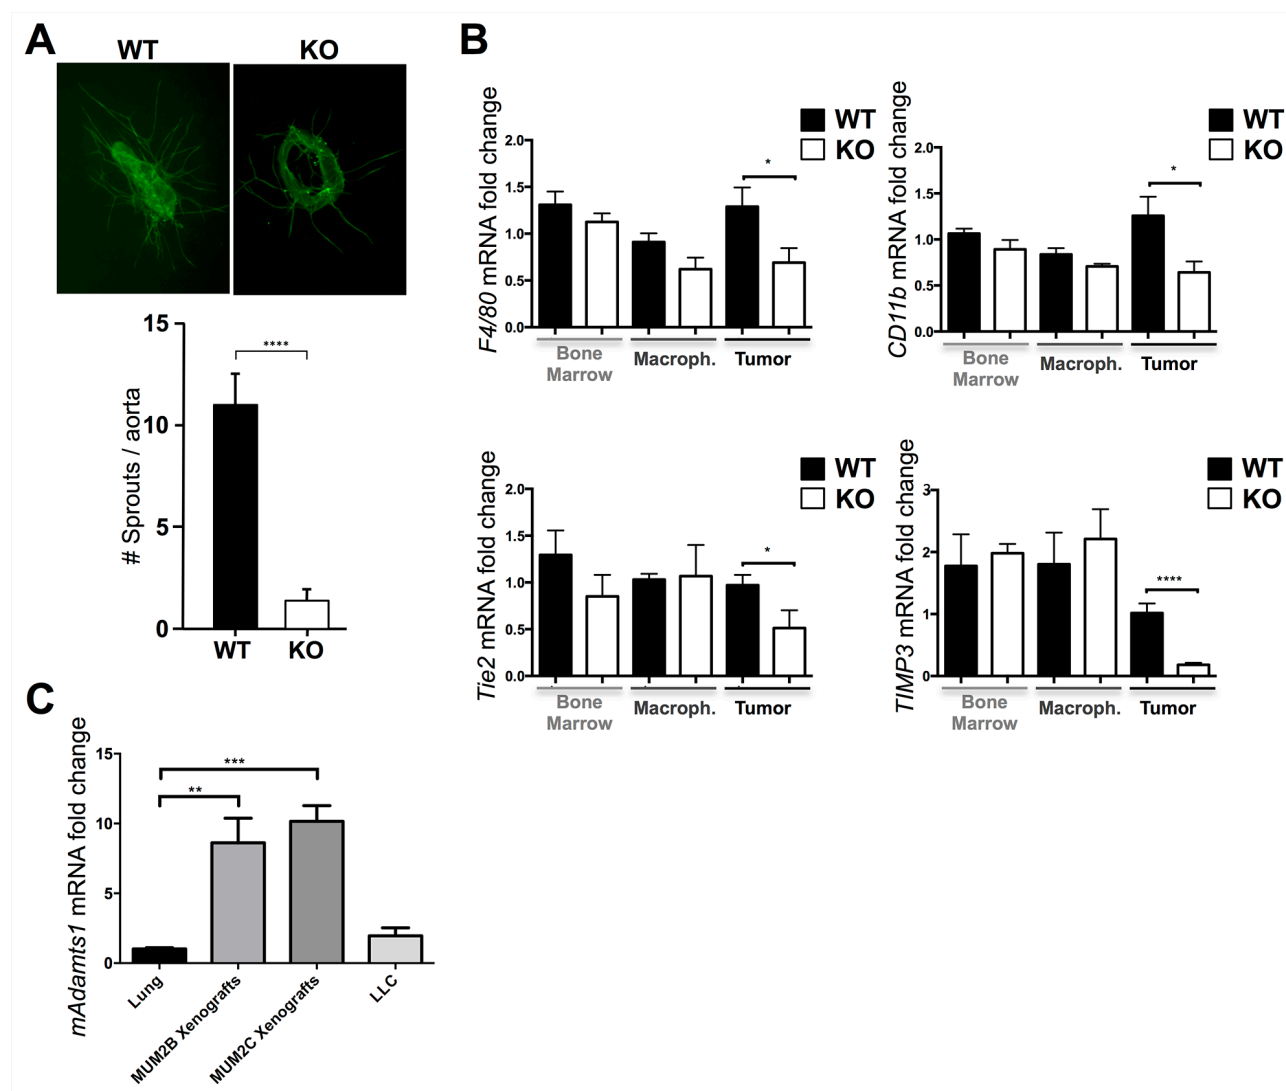 A
WT
KO
# Sprouts / aorta
15
10
5
0
****
WT
KO
B
F4/80 mRNA fold change
2.0
1.5
1.0
0.5
0.0
*
WT
KO
Bone
Marrow
Macroph.
Tumor
CD11b mRNA fold change
2.0
1.5
1.0
0.5
0.0
*
WT
KO
Bone
Marrow
Macroph.
Tumor
Tie2 mRNA fold change
2.0
1.5
1.0
0.5
0.0
*
WT
KO
Bone
Marrow
Macroph.
Tumor
TIMP3 mRNA fold change
3
2
1
0
****
WT
KO
Bone
Marrow
Macroph.
Tumor
C
mAdamts1 mRNA fold change
15
10
5
0
***
**
Lung
MUM2B Xenografts
MUM2C Xenografts
LLC